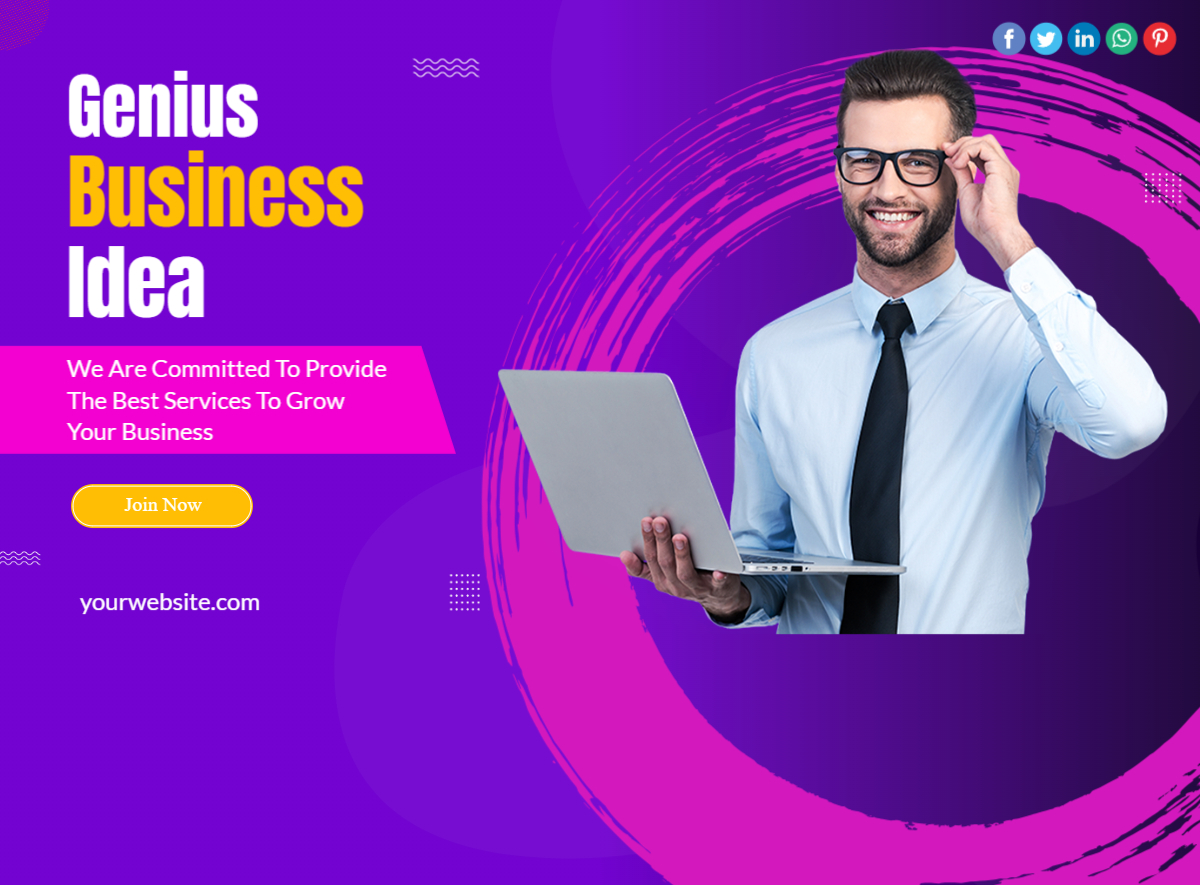 Genius
Business
Idea
We Are Committed To Provide
The Best Services To Grow
Your Business
Join Now
yourwebsite.com